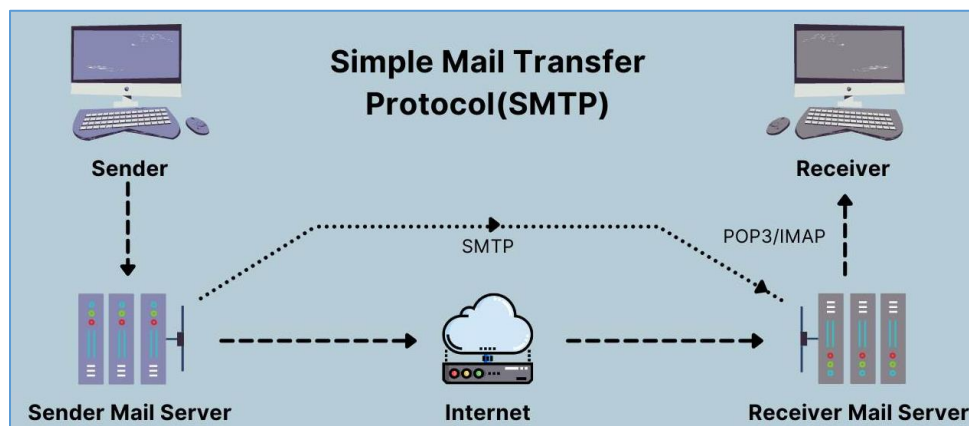 Simple Mail Transfer
Protocol(SMTP)
Sender
Receiver
SMTP
POP3/IMAP
Sender Mail Server
Internet
Receiver Mail Server